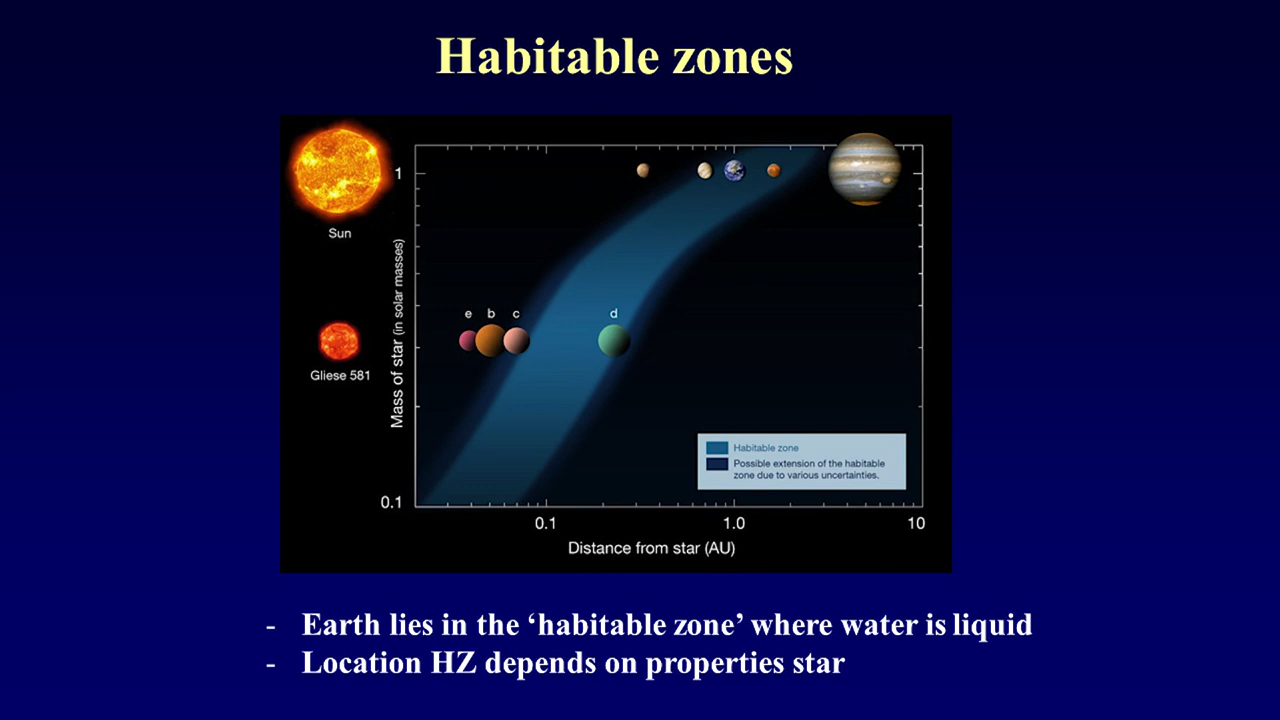 Habitable zones
Sun
Gliese 581
Mass of star (in solar masses)
1
0.1
e b c d
Habitable zone
Possible extension of the habitable
zone due to various uncertainties.
0.1 1.0 10
Distance from star (AU)
- Earth lies in the ‘habitable zone’ where water is liquid
- Location HZ depends on properties star